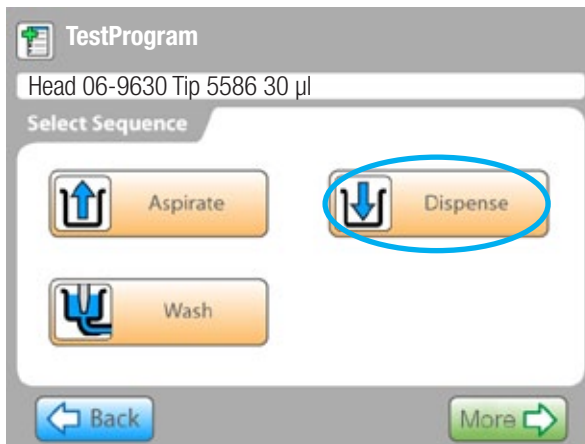 TestProgram
Head 06-9630 Tip 5586 30 µl
Select Sequence
Aspirate
Dispense
Wash
Back
More